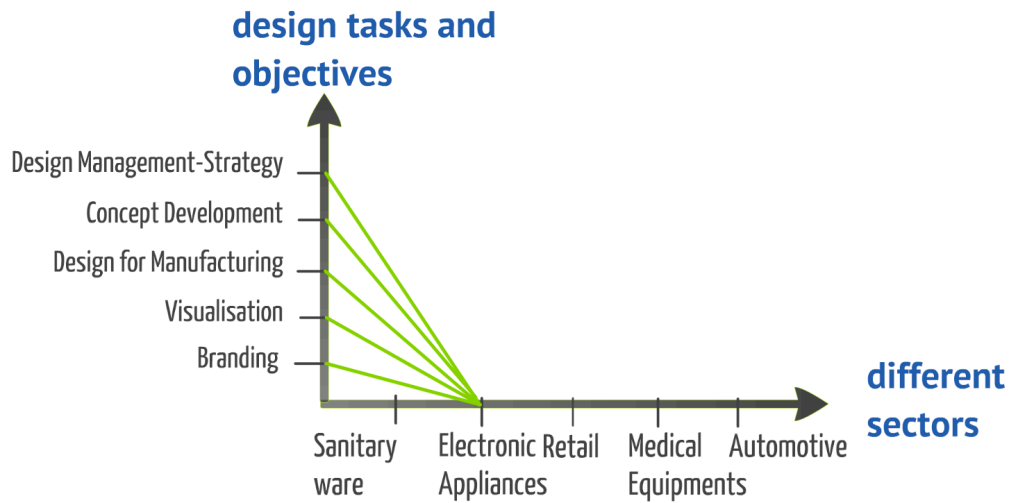 design tasks and
objectives
Design Management-Strategy
Concept Development
Design for Manufacturing
Visualisation
Branding
different
sectors
Sanitary
ware
Electronic
Appliances
Retail
Medical
Equipments
Automotive